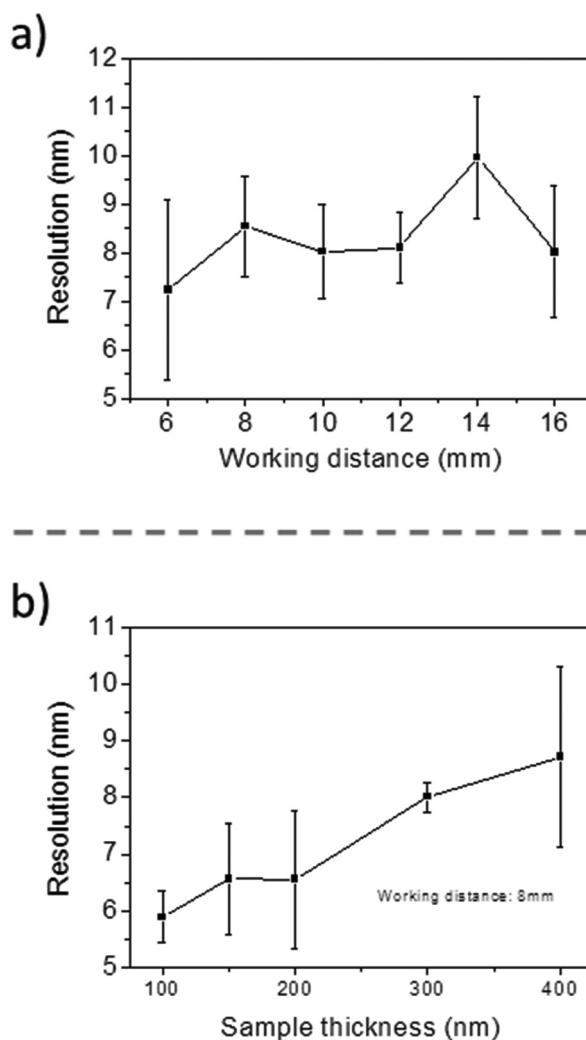 a)
12
11
10
9
8
7
6
5
Resolution (nm)
6 8 10 12 14 16
Working distance (mm)
b)
11
10
9
8
7
6
5
Resolution (nm)
Working distance: 8mm
100 200 300 400
Sample thickness (nm)